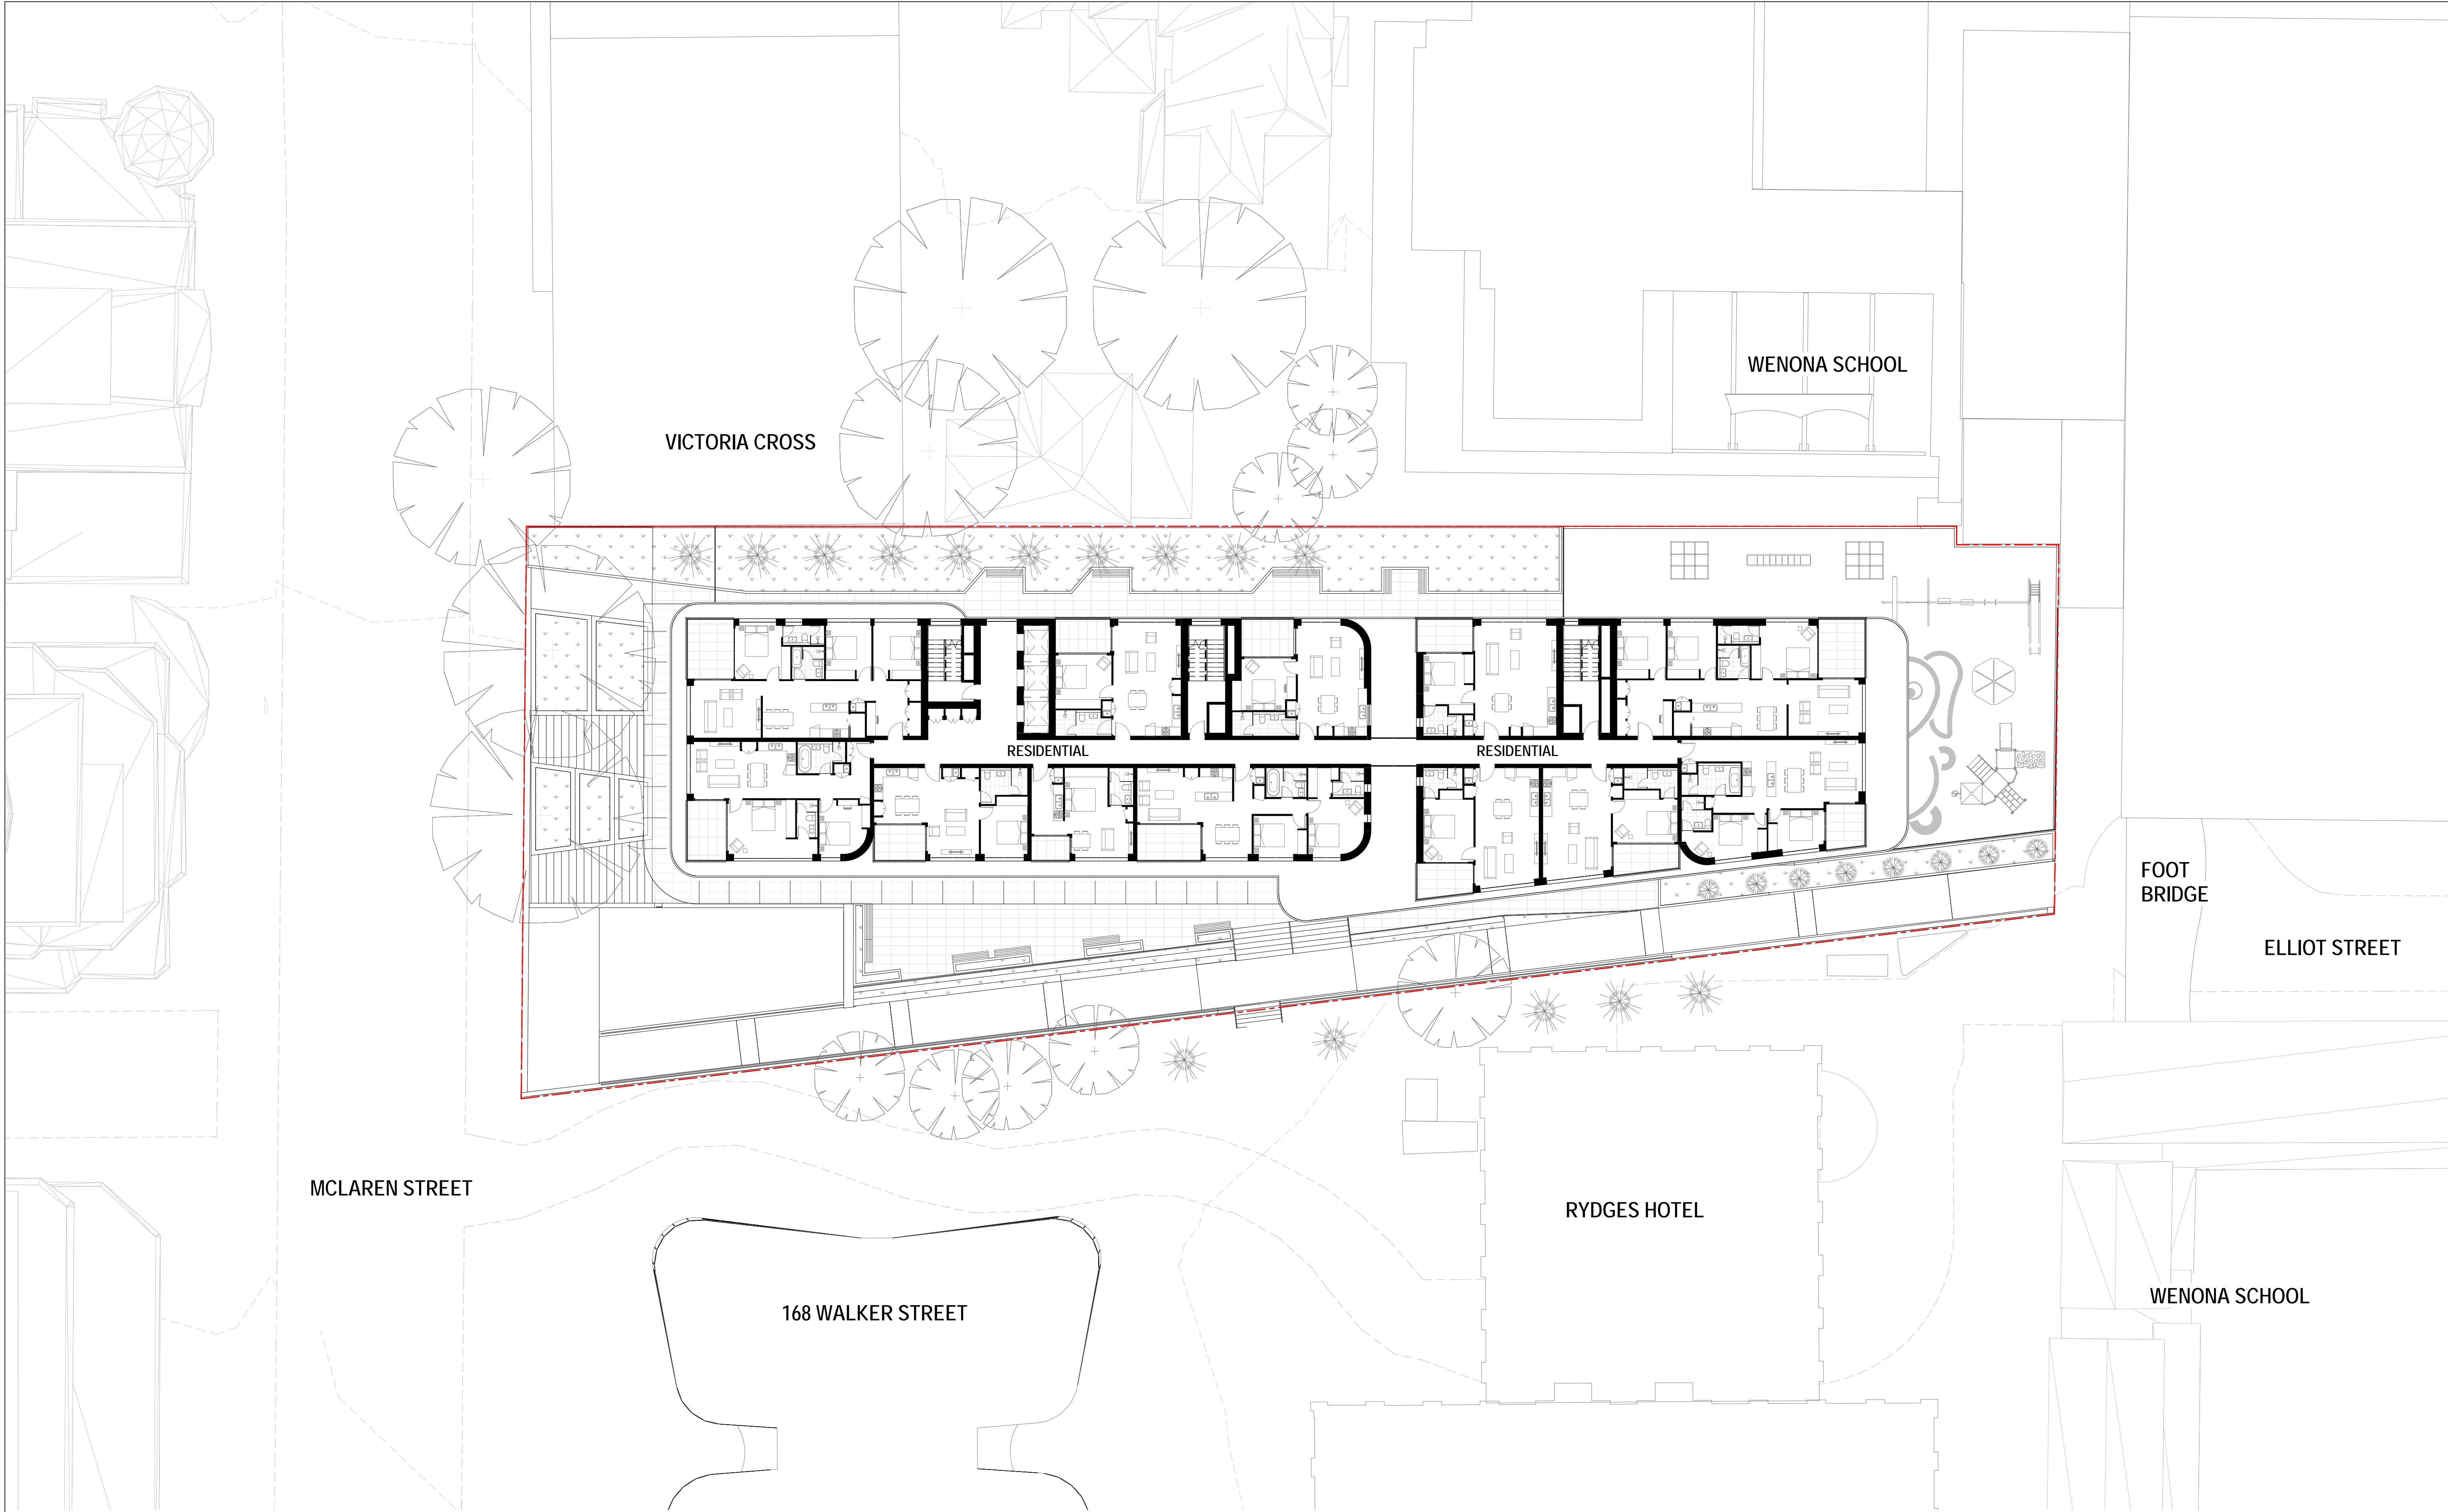 WENONA SCHOOL
VICTORIA CROSS
RESIDENTIAL
RESIDENTIAL
FOOT
BRIDGE
ELLIOT STREET
MCLAREN STREET
RYDGES HOTEL
WENONA SCHOOL
168 WALKER STREET